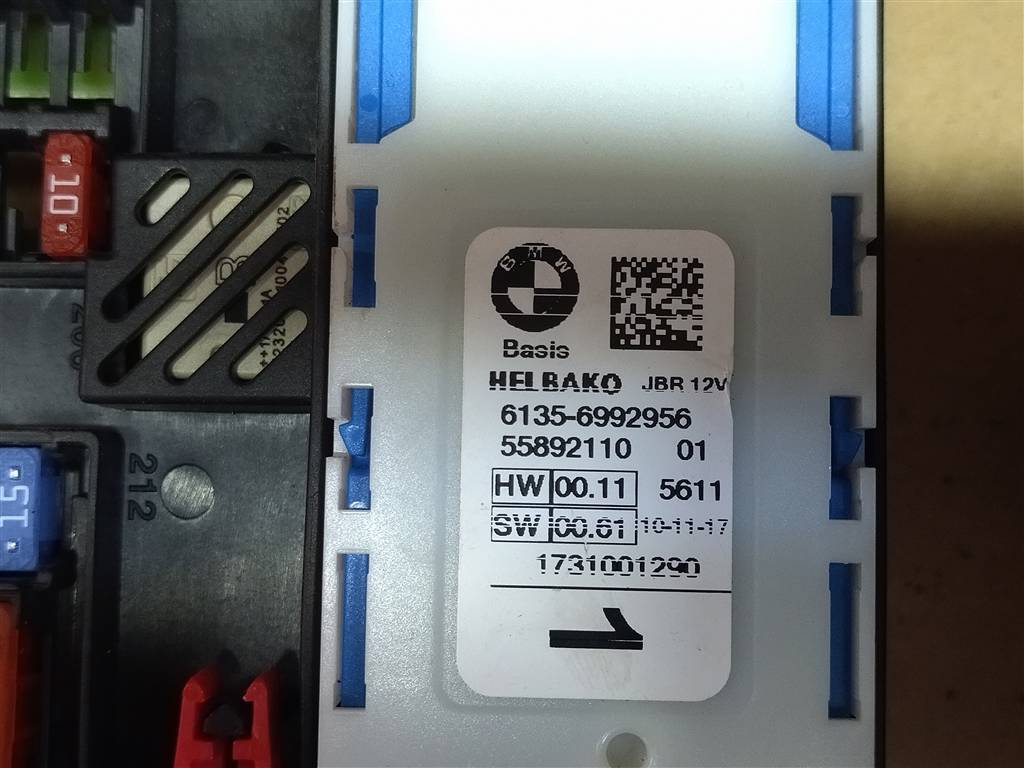 BMW
Basis
HELBAKO JBR 12V
6135-6992956
55892110 01
HW 00.11 5611
SW 00.61 10-11-17
1731001290
1
10
15
212